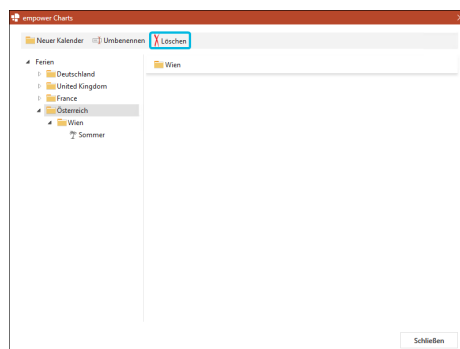 empower Charts
Neuer Kalender Umbenennen Löschen
Ferien
Deutschland
United Kingdom
France
Österreich
Wien
Sommer
Wien
Schließen